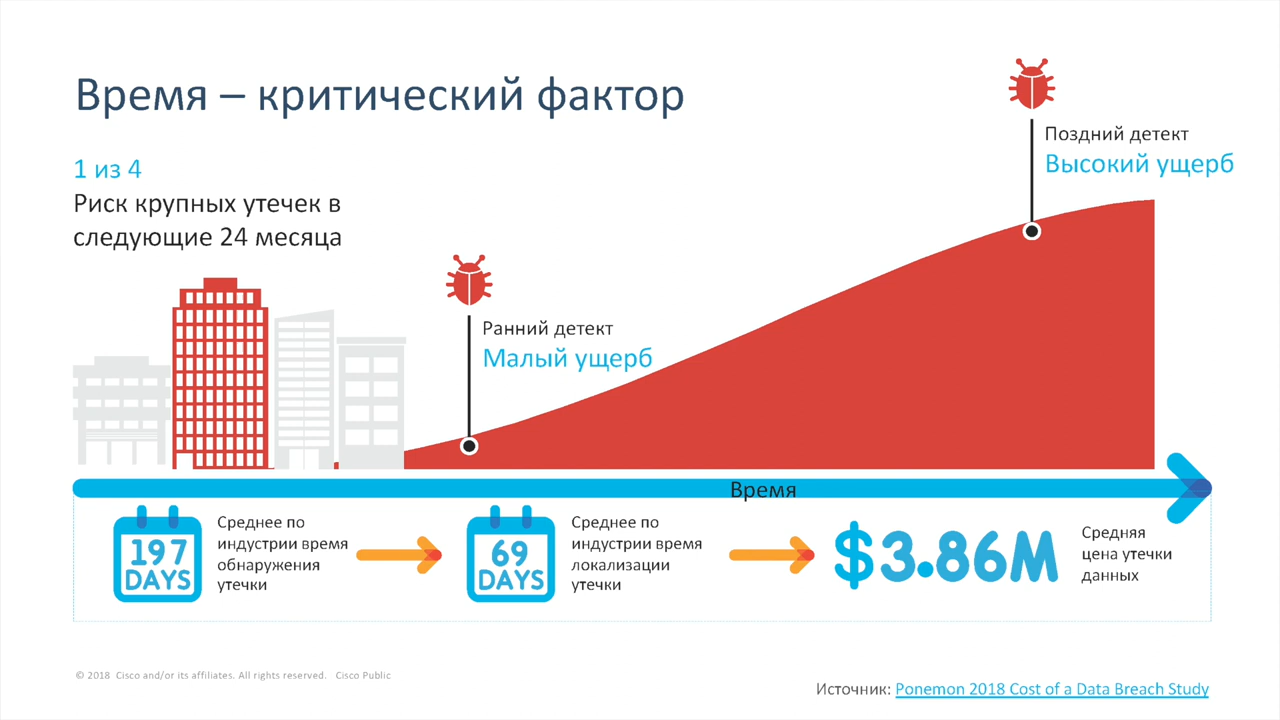 Время – критический фактор
1 из 4
Риск крупных утечек в
следующие 24 месяца
Поздний детект
Высокий ущерб
Ранний детект
Малый ущерб
Время
197
DAYS
Среднее по
индустрии время
обнаружения
утечки
69
DAYS
Среднее по
индустрии время
локализации
утечки
$3.86M
Средняя
цена утечки
данных
© 2018 Cisco and/or its affiliates. All rights reserved. Cisco Public
Источник: Ponemon 2018 Cost of a Data Breach Study